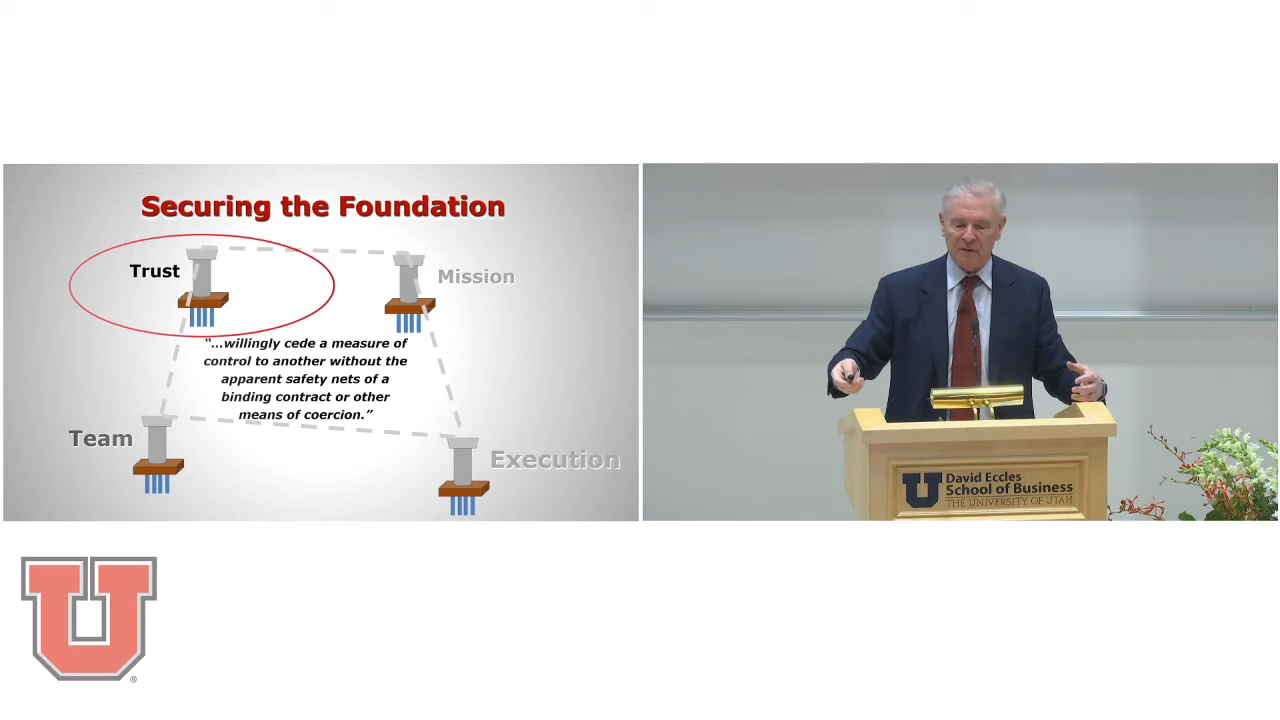 Securing the Foundation
Trust
Mission
“...willingly cede a measure of
control to another without the
apparent safety nets of a
binding contract or other
means of coercion.”
Team
Execution
U
David Eccles
School of Business
THE UNIVERSITY OF UTAH
U
®